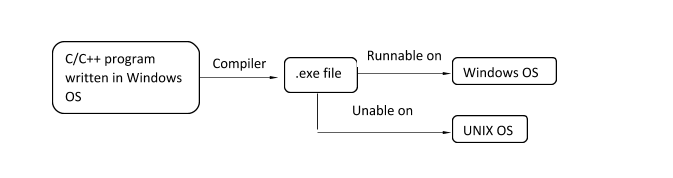 C/C++ program
written in Windows
OS
Compiler
.exe file
Runnable on
Windows OS
Unable on
UNIX OS